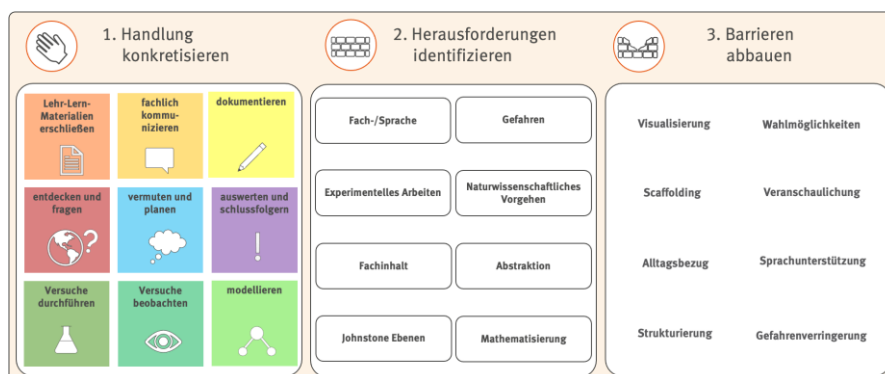 1. Handlung
konkretisieren
2. Herausforderungen
identifizieren
3. Barrieren
abbauen
Lehr-Lern-
Materialien
erschließen
fachlich
kommu-
nizieren
dokumentieren
entdecken und
fragen
vermuten und
planen
auswerten und
schlussfolgern
Versuche
durchführen
Versuche
beobachten
modellieren
Fach-/Sprache
Gefahren
Experimentelles Arbeiten
Naturwissenschaftliches
Vorgehen
Fachinhalt
Abstraktion
Johnstone Ebenen
Mathematisierung
Visualisierung
Wahlmöglichkeiten
Scaffolding
Veranschaulichung
Alltagsbezug
Sprachunterstützung
Strukturierung
Gefahrenverringerung